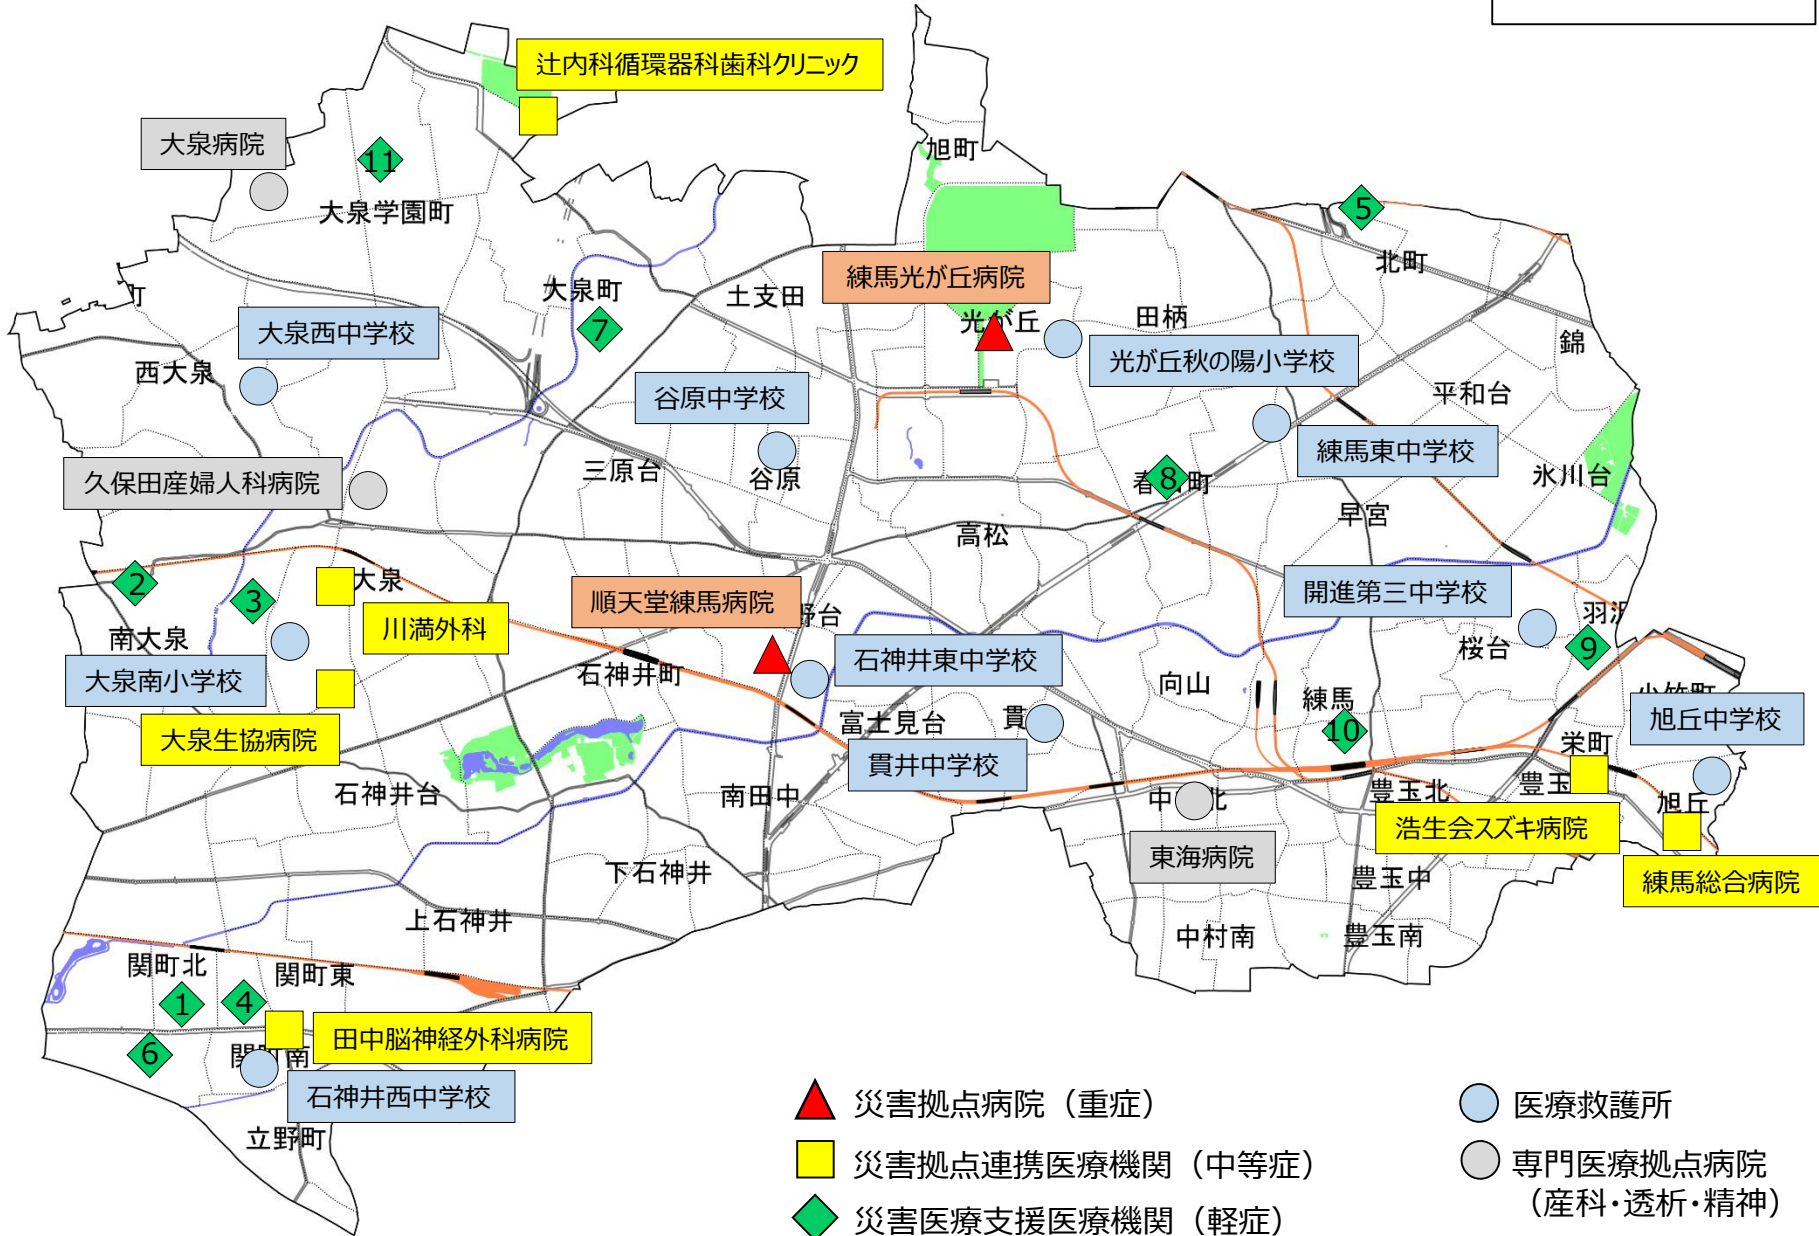 辻内科循環器科歯科クリニック
大泉病院
11
旭町
大泉学園町
5
北町
練馬光が丘病院
大泉町
土支田
町
大泉西中学校
7
光が丘
田柄
錦
光が丘秋の陽小学校
西大泉
谷原中学校
平和台
練馬東中学校
久保田産婦人科病院
三原台
谷原
8
町
氷川台
早宮
高松
2
3
大泉
順天堂練馬病院
野台
開進第三中学校
川満外科
南大泉
羽沢
桜台
9
大泉南小学校
石神井町
石神井東中学校
向山
練馬
小竹町
旭丘中学校
富士見台
貫
10
大泉生協病院
貫井中学校
栄町
石神井台
南田中
中
北
豊玉北
豊玉
旭丘
浩生会スズキ病院
東海病院
下石神井
豊玉中
練馬総合病院
上石神井
中村南
豊玉南
関町北
関町東
1
4
田中脳神経外科病院
6
関町南
石神井西中学校
立野町
災害拠点病院（重症）
医療救護所
災害拠点連携医療機関（中等症）
専門医療拠点病院
（産科・透析・精神）
災害医療支援医療機関（軽症）